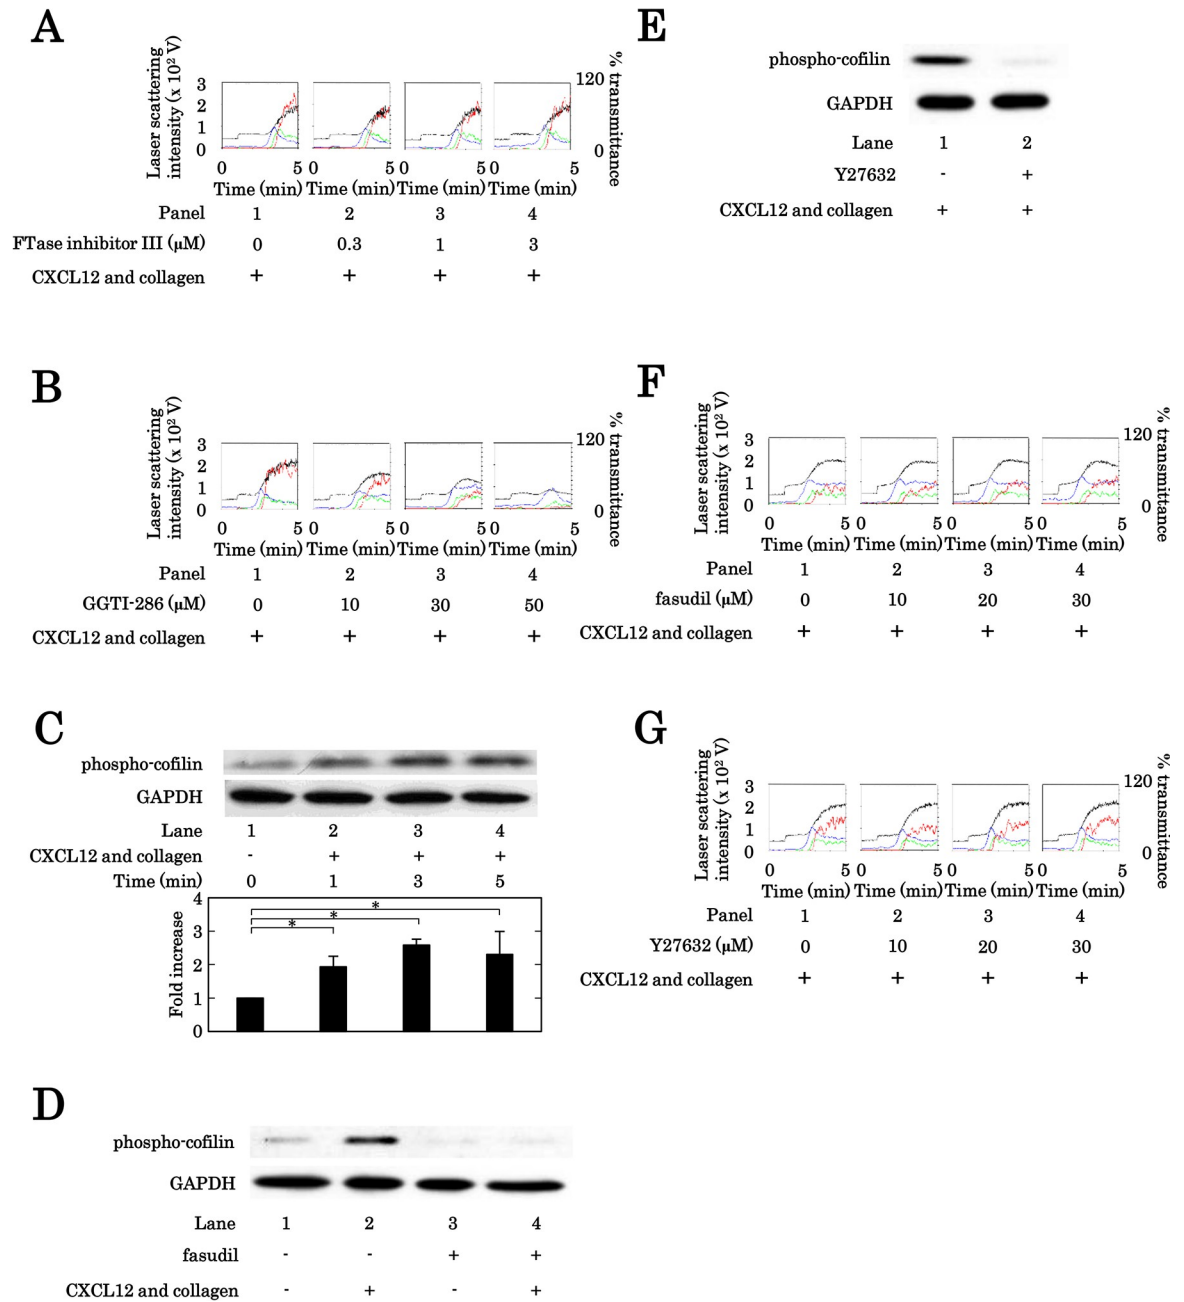 A
Laser scattering
intensity (x 10² V)
3
2
1
0
120
0
% transmittance
0 5 0 5 0 5 0 5
Time (min) Time (min) Time (min) Time (min)
Panel 1 2 3 4
FTase inhibitor III (μM) 0 0.3 1 3
CXCL12 and collagen + + + +
B
Laser scattering
intensity (x 10² V)
3
2
1
0
120
0
% transmittance
0 5 0 5 0 5 0 5
Time (min) Time (min) Time (min) Time (min)
Panel 1 2 3 4
GGTI-286 (μM) 0 10 30 50
CXCL12 and collagen + + + +
C
phospho-cofilin
GAPDH
Lane 1 2 3 4
CXCL12 and collagen - + + +
Time (min) 0 1 3 5
Fold increase
4
3
2
1
0
* * *
D
phospho-cofilin
GAPDH
Lane 1 2 3 4
fasudil - - + +
CXCL12 and collagen - + - +
E
phospho-cofilin
GAPDH
Lane 1 2
Y27632 - +
CXCL12 and collagen + +
F
Laser scattering
intensity (x 10² V)
3
2
1
0
120
0
% transmittance
0 5 0 5 0 5 0 5
Time (min) Time (min) Time (min) Time (min)
Panel 1 2 3 4
fasudil (μM) 0 10 20 30
CXCL12 and collagen + + + +
G
Laser scattering
intensity (x 10² V)
3
2
1
0
120
0
% transmittance
0 5 0 5 0 5 0 5
Time (min) Time (min) Time (min) Time (min)
Panel 1 2 3 4
Y27632 (μM) 0 10 20 30
CXCL12 and collagen + + + +